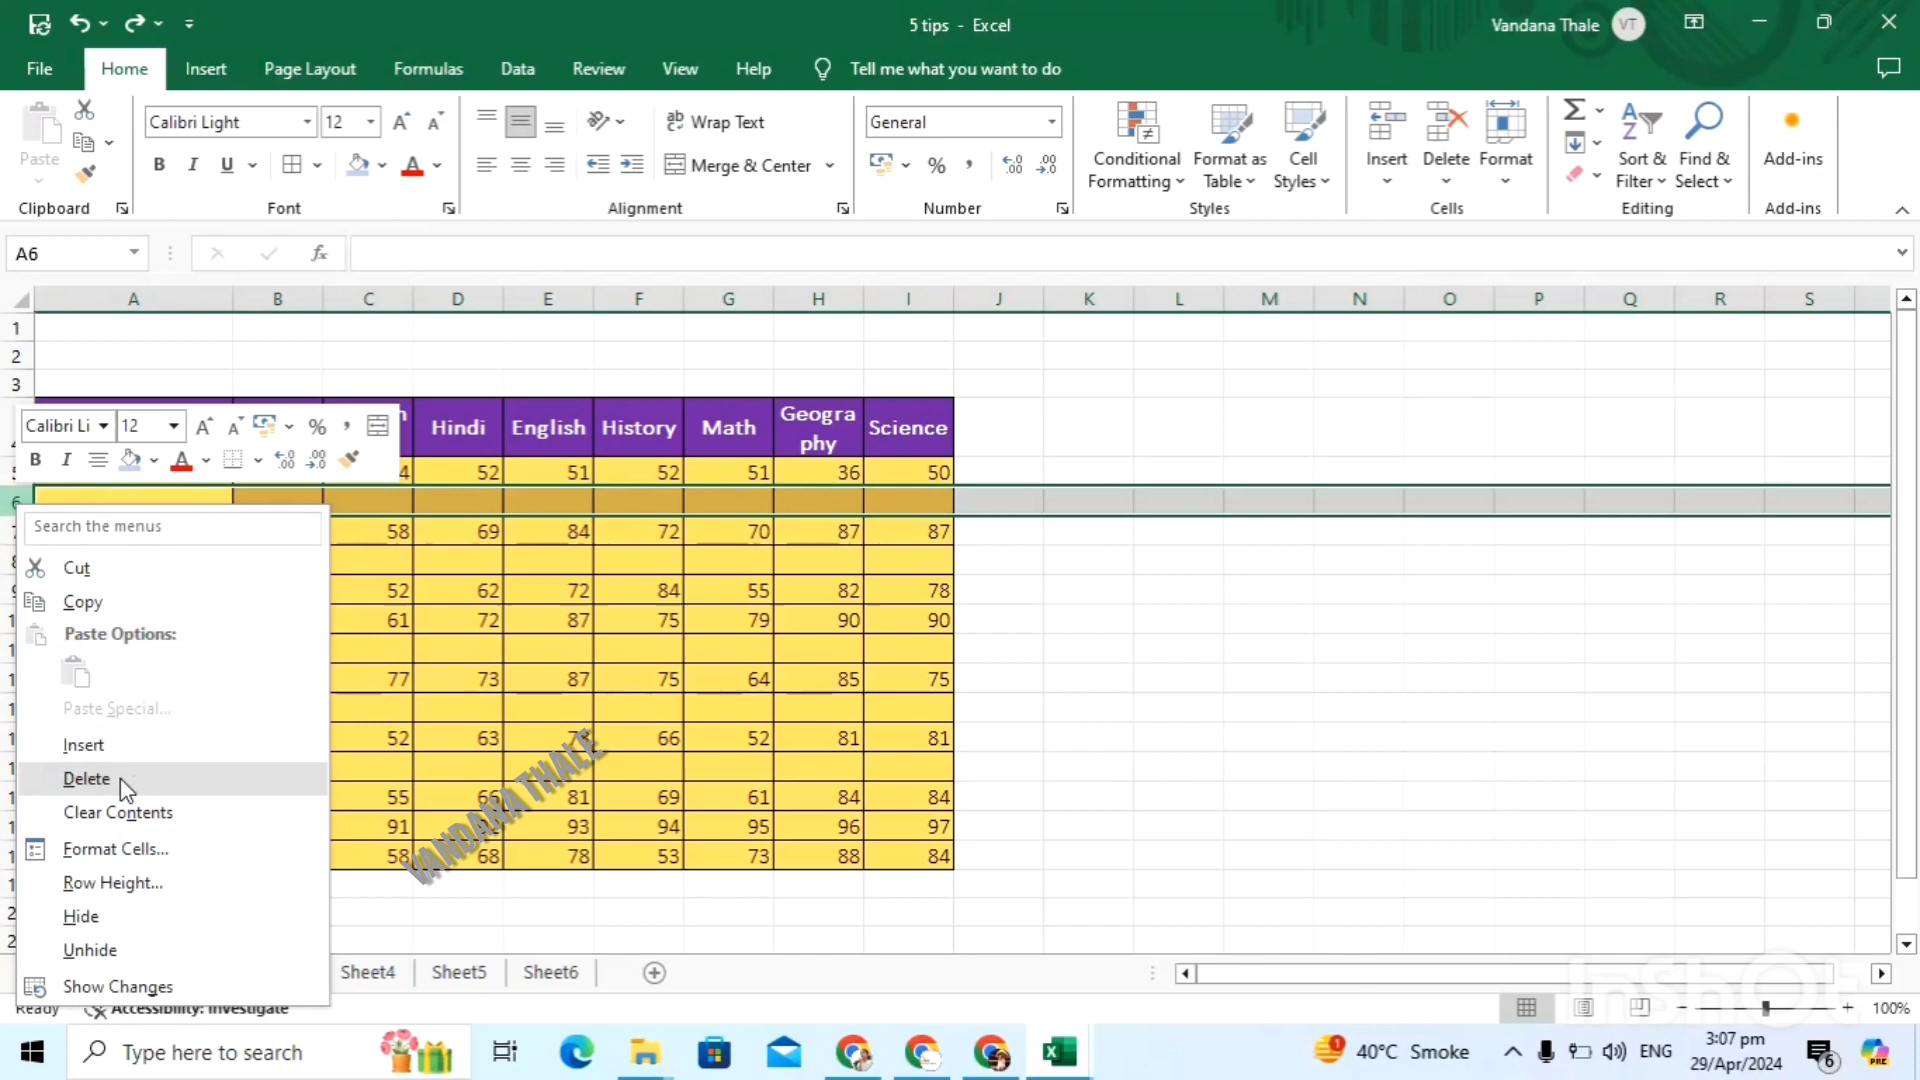 5 tips - Excel
Vandana Thale VT
File Home Insert Page Layout Formulas Data Review View Help Tell me what you want to do
Paste
Calibri Light 12
Wrap Text
General
Conditional Formatting
Format as Table
Cell Styles
Insert Delete Format
Sort & Filter
Find & Select
Add-ins
B I U
Merge & Center
Clipboard Font Alignment Number Styles Cells Editing Add-ins
A6 fx
A B C D E F G H I J K L M N O P Q R S
1
2
3
Calibri Li 12
B I
Hindi English History Math Geography Science
4 52 51 52 51 36 50
58 69 84 72 70 87 87
52 62 72 84 55 82 78
61 72 87 75 79 90 90
77 73 87 75 64 85 75
52 63 66 52 81 81
55 66 81 69 61 84 84
91 93 94 95 96 97
58 68 78 53 73 88 84
VANDANA THALE
Search the menus
Cut
Copy
Paste Options:
Paste Special...
Insert
Delete
Clear Contents
Format Cells...
Row Height...
Hide
Unhide
Show Changes
Sheet4 Sheet5 Sheet6
InShot
Ready Accessibility: Investigate 100%
Type here to search
40°C Smoke
ENG
3:07 pm
29/Apr/2024
6
PRE